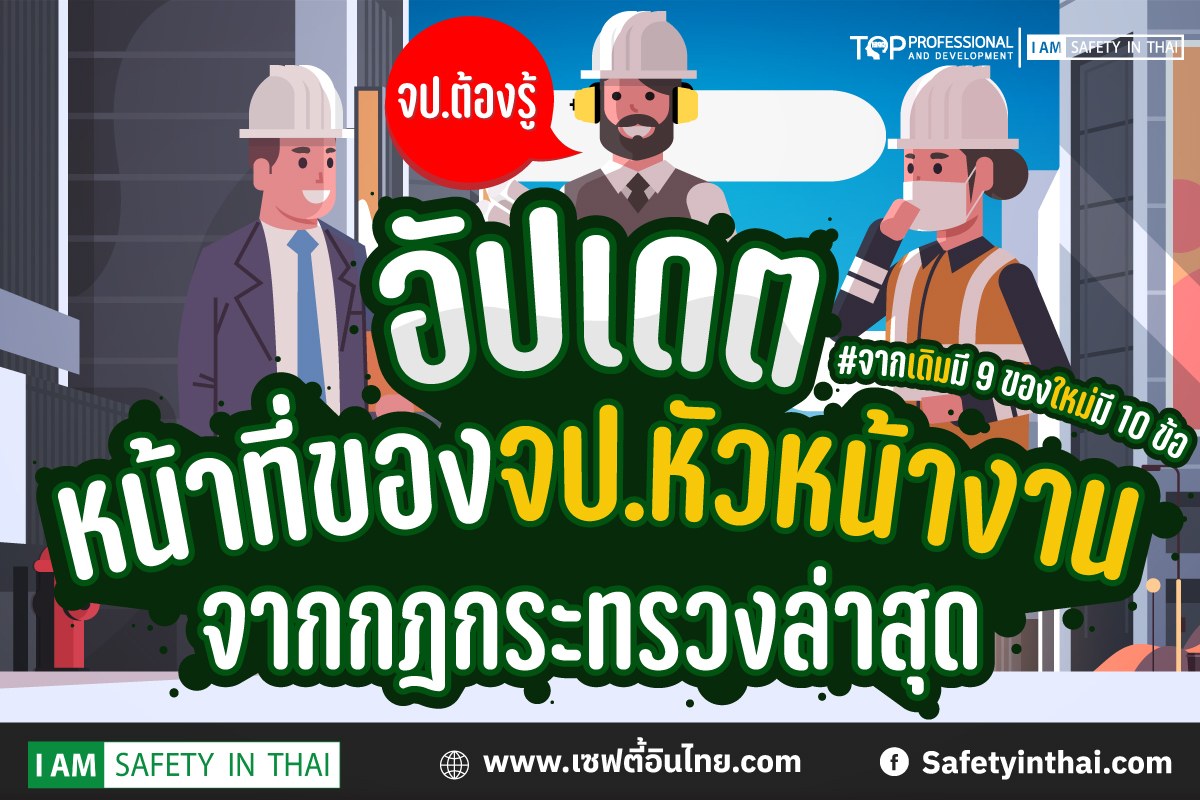 TOP PROFESSIONAL
AND DEVELOPMENT
I AM SAFETY IN THAI
จป.ต้องรู้
อัปเดต
#จากเดิมมี 9 ของใหม่มี 10 ข้อ
หน้าที่ของจป.หัวหน้างาน
จากกฎกระทรวงล่าสุด
I AM SAFETY IN THAI
www.เซฟตี้อินไทย.com
Safetyinthai.com